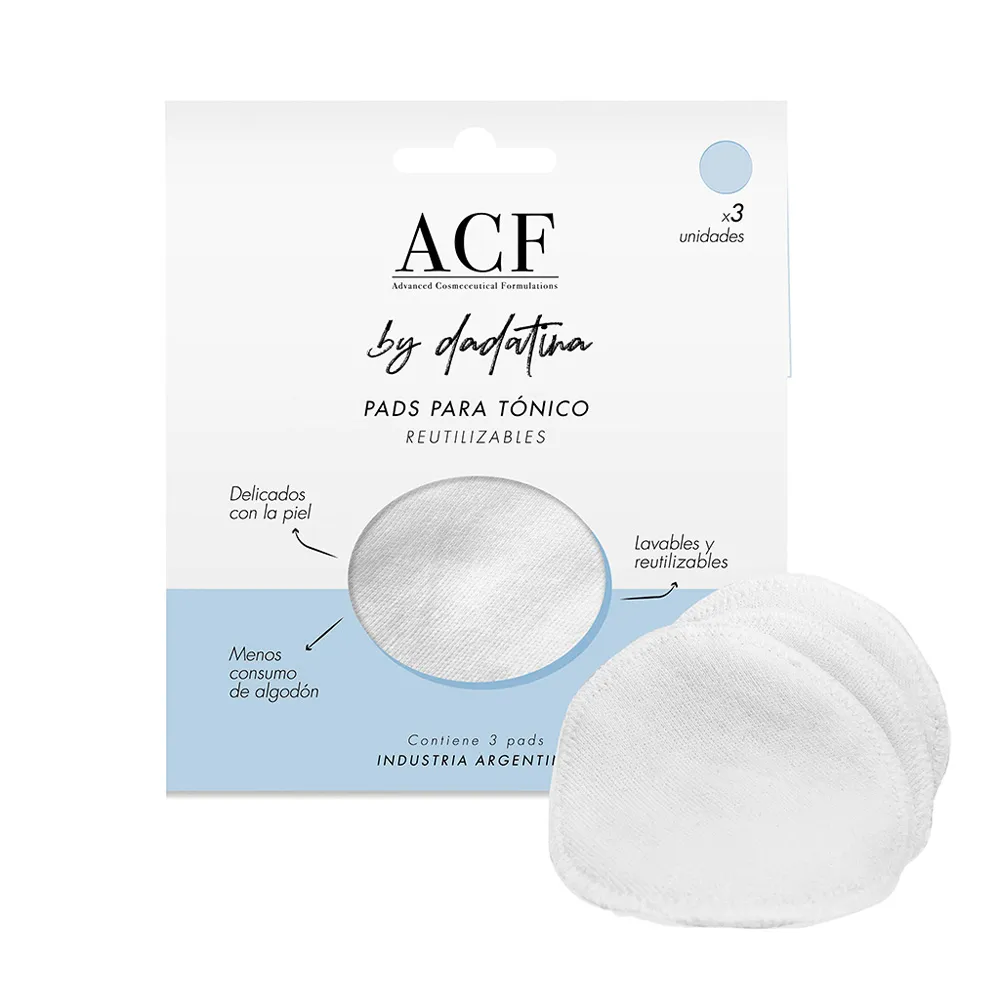 x3
unidades
ACF
Advanced Cosmeceutical Formulations
by dadatina
PADS PARA TÓNICO
REUTILIZABLES
Delicados
con la piel
Lavables y
reutilizables
Menos
consumo
de algodón
Contiene 3 pads
INDUSTRIA